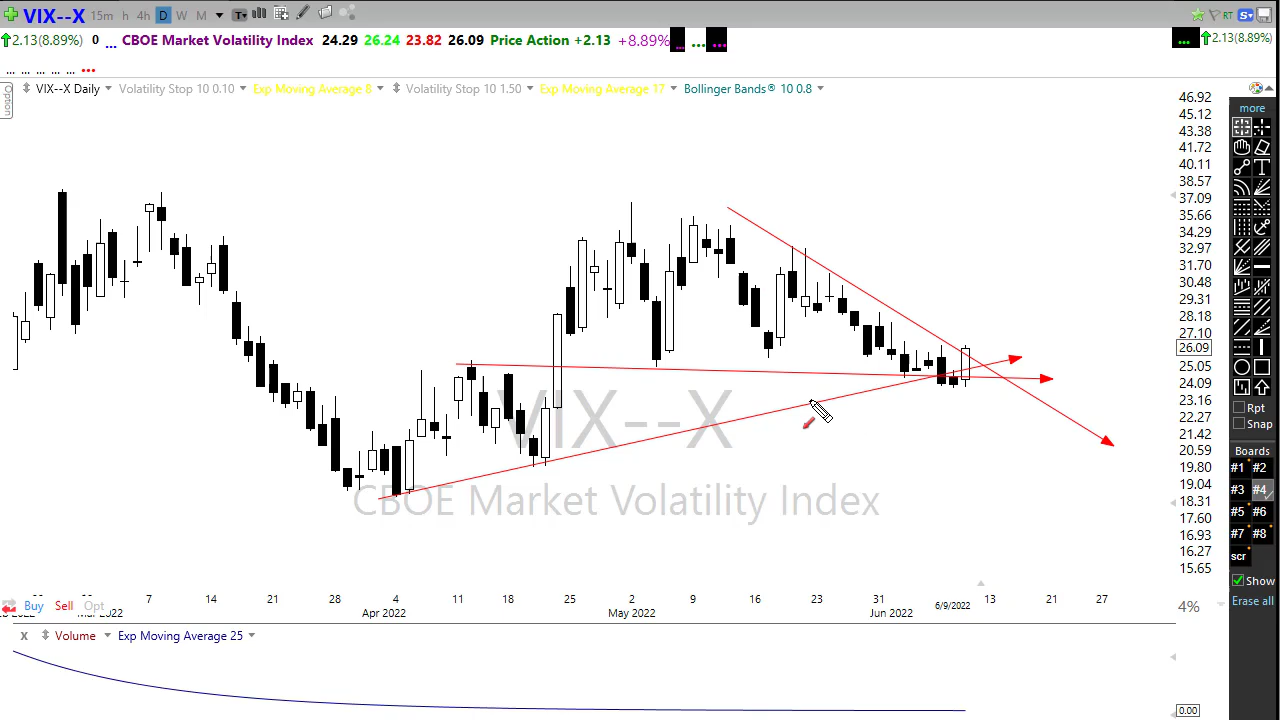 VIX--X 15m h 4h D W M T RT S
2.13(8.89%) 0 ... CBOE Market Volatility Index 24.29 26.24 23.82 26.09 Price Action +2.13 +8.89% ... ... ... ... 2.13(8.89%)
... ... ... ... ... ...
VIX--X Daily Volatility Stop 10 0.10 Exp Moving Average 8 Volatility Stop 10 1.50 Exp Moving Average 17 Bollinger Bands® 10 0.8
Option
46.92
45.12
43.38
41.72
40.11
38.57
37.09
35.66
34.29
32.97
31.70
30.48
29.31
28.18
27.10
26.09
25.05
24.09
23.16
22.27
21.42
20.59
19.80
19.04
18.31
17.60
16.93
16.27
15.65
VIX--X
CBOE Market Volatility Index
more
T
Rpt
Snap
Boards
#1 #2
#3 #4
#5 #6
#7 #8
scr
Show
Erase all
7 14 21 28 4 11 18 25 2 9 16 23 31 6/9/2022 13 21 27
Buy Sell Opt
2022 Apr 2022 May 2022 Jun 2022
4%
X Volume Exp Moving Average 25
0.00